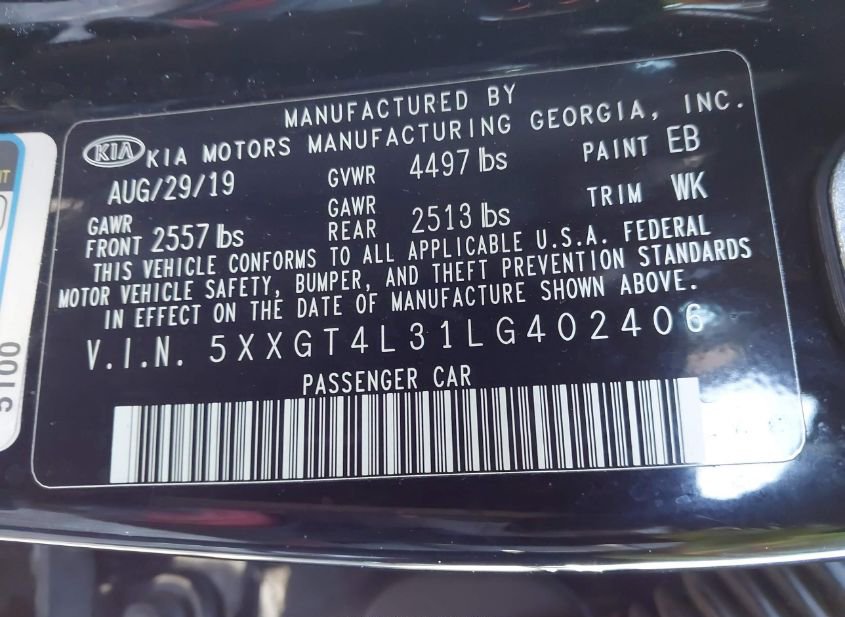 MANUFACTURED BY
KIA KIA MOTORS MANUFACTURING GEORGIA, INC.
AUG/29/19 GVWR 4497 lbs PAINT EB
GAWR FRONT 2557 lbs GAWR REAR 2513 lbs TRIM WK
THIS VEHICLE CONFORMS TO ALL APPLICABLE U.S.A. FEDERAL
MOTOR VEHICLE SAFETY, BUMPER, AND THEFT PREVENTION STANDARDS
IN EFFECT ON THE DATE OF MANUFACTURE SHOWN ABOVE.
V.I.N. 5XXGT4L31LG402406
PASSENGER CAR
5100